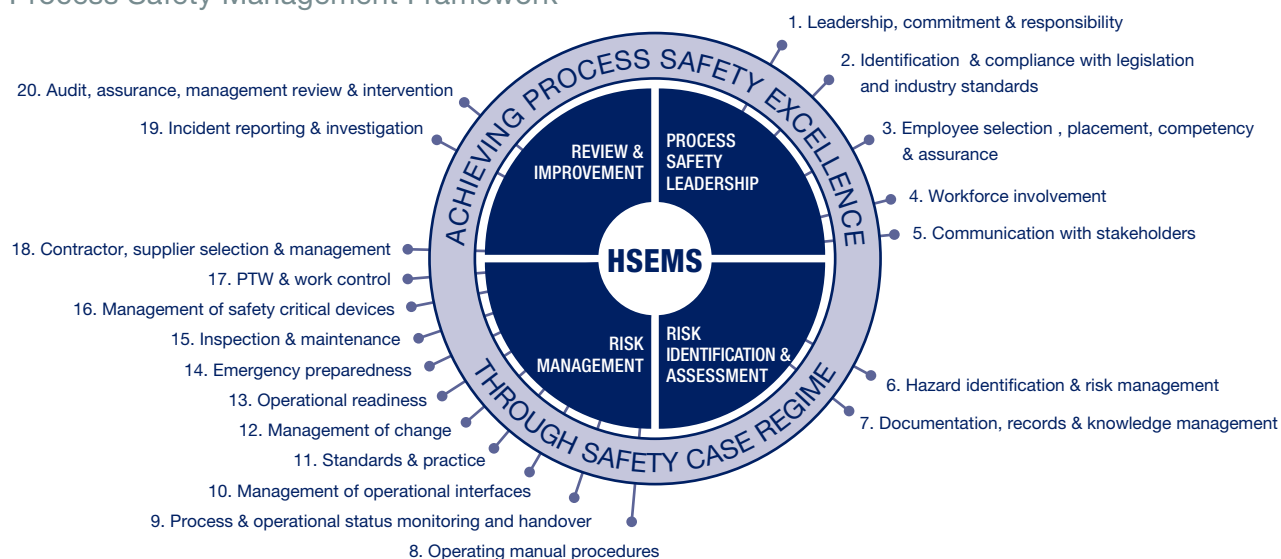 Process Safety Management Framework
1. Leadership, commitment & responsibility
2. Identification & compliance with legislation
and industry standards
3. Employee selection , placement, competency
& assurance
4. Workforce involvement
5. Communication with stakeholders
6. Hazard identification & risk management
7. Documentation, records & knowledge management
8. Operating manual procedures
9. Process & operational status monitoring and handover
10. Management of operational interfaces
11. Standards & practice
12. Management of change
13. Operational readiness
14. Emergency preparedness
15. Inspection & maintenance
16. Management of safety critical devices
17. PTW & work control
18. Contractor, supplier selection & management
19. Incident reporting & investigation
20. Audit, assurance, management review & intervention
ACHIEVING PROCESS SAFETY EXCELLENCE
THROUGH SAFETY CASE REGIME
REVIEW &
IMPROVEMENT
PROCESS
SAFETY
LEADERSHIP
HSEMS
RISK
MANAGEMENT
RISK
IDENTIFICATION &
ASSESSMENT